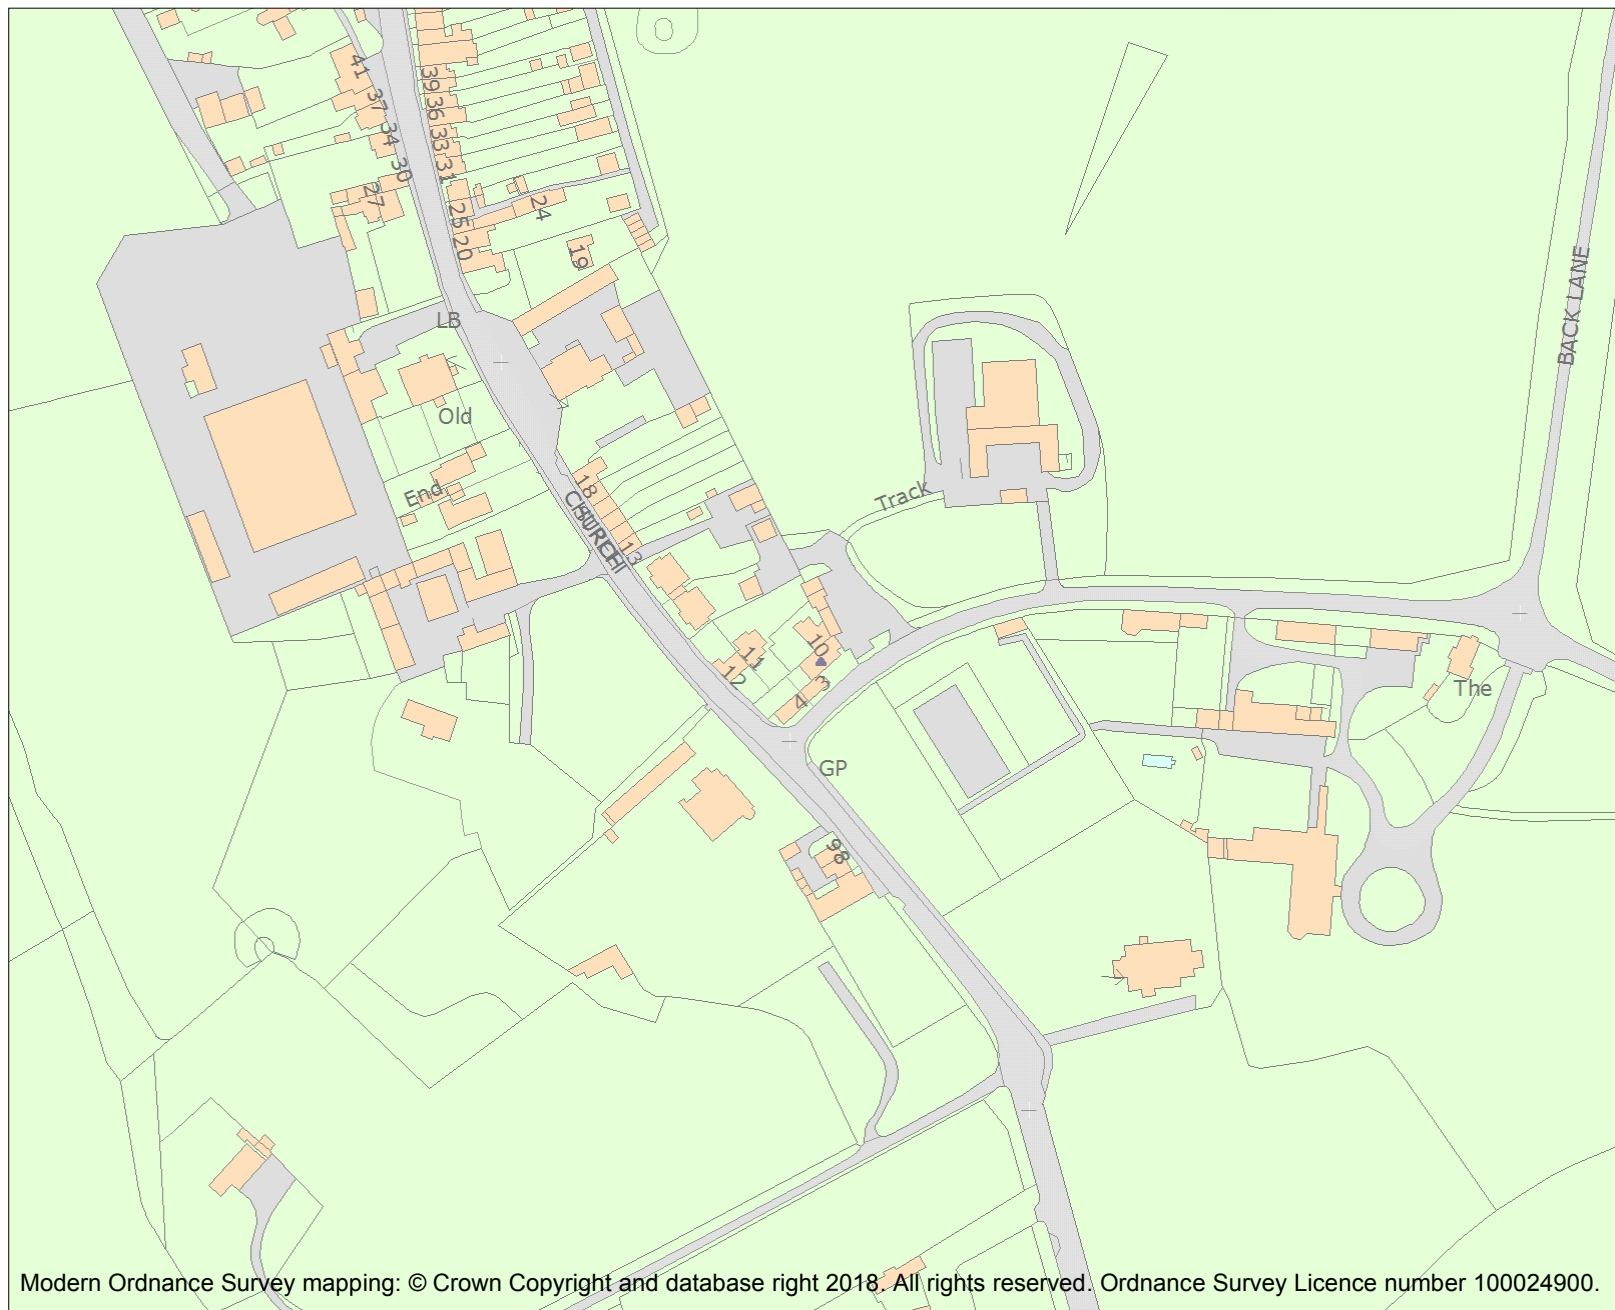 41
39
37
36
34
33
30
31
27
25
24
20
19
LB
Old
End
18
CHURCH
STREET
13
Track
BACK LANE
10
11
12
3
4
The
GP
98
Modern Ordnance Survey mapping: © Crown Copyright and database right 2018. All rights reserved. Ordnance Survey Licence number 100024900.